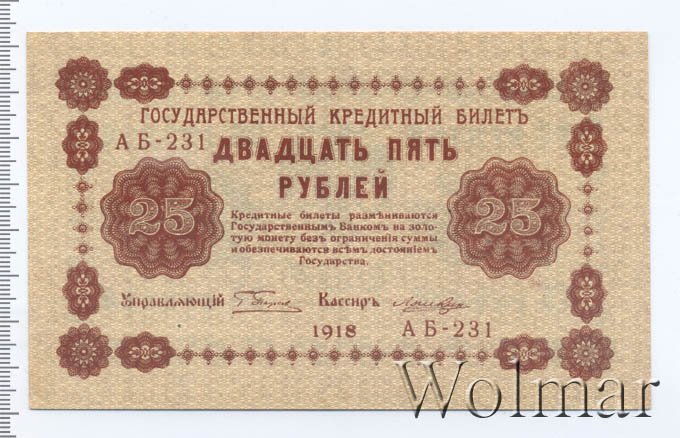 ГОСУДАРСТВЕННЫЙ КРЕДИТНЫЙ БИЛЕТЪ
АБ-231
ДВАДЦАТЬ ПЯТЬ
РУБЛЕЙ
25
25
Кредитные билеты размѣниваются
Государственнымъ Банкомъ на золо-
тую монету безъ ограниченія суммы
и обезпечиваются всѣмъ достояніемъ
Государства.
Управляющій
Кассиръ
1918 АБ-231
Wolmar